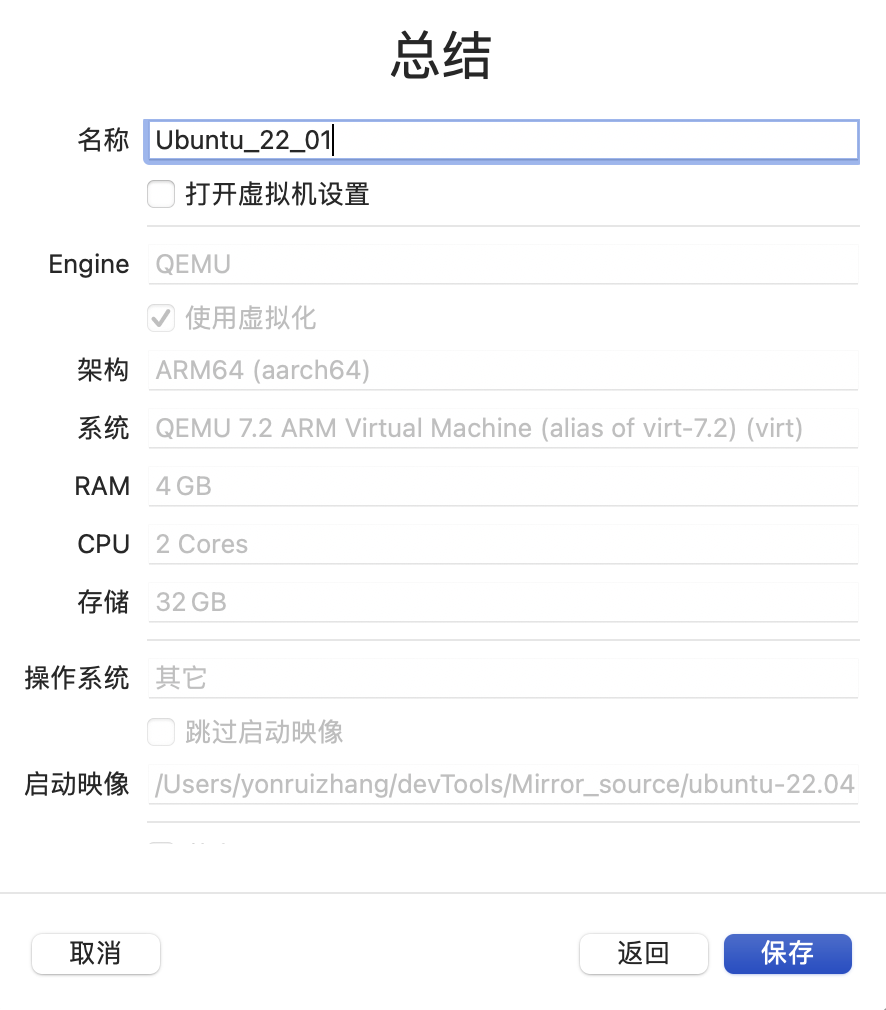 总结
名称 Ubuntu_22_01
打开虚拟机设置
Engine QEMU
使用虚拟化
架构 ARM64 (aarch64)
系统 QEMU 7.2 ARM Virtual Machine (alias of virt-7.2) (virt)
RAM 4 GB
CPU 2 Cores
存储 32 GB
操作系统 其它
跳过启动映像
启动映像 /Users/yonruizhang/devTools/Mirror_source/ubuntu-22.04
取消 返回 保存